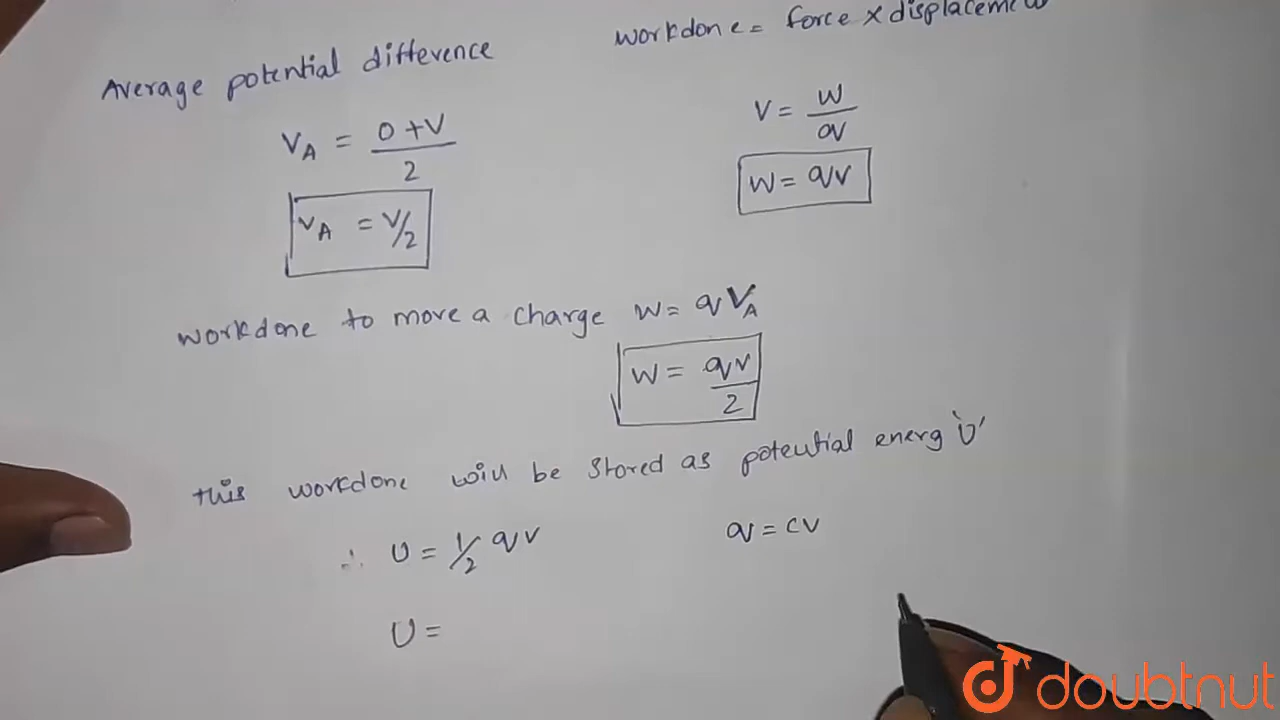 Average potential difference
workdone = force x displacement
V_A = 0+V/2
V = W/q
V_A = V/2
W = qV
workdone to move a charge W = qV_A
W = qV/2
this workdone will be stored as potential energ 'U'
∴ U = 1/2 qV
q = CV
U =
doubtnut